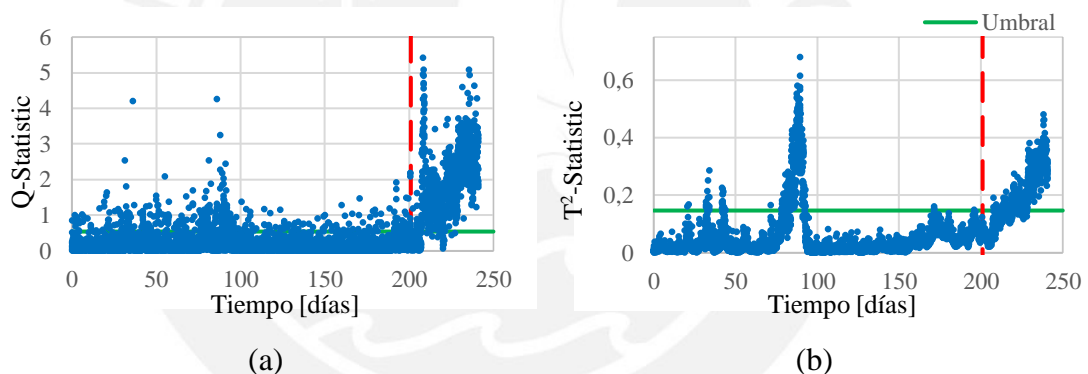 Umbral
6
5
4
3
2
1
0
Q-Statistic
0 50 100 150 200 250
Tiempo [días]
(a)
0,6
0,4
0,2
0
T²-Statistic
0 50 100 150 200 250
Tiempo [días]
(b)